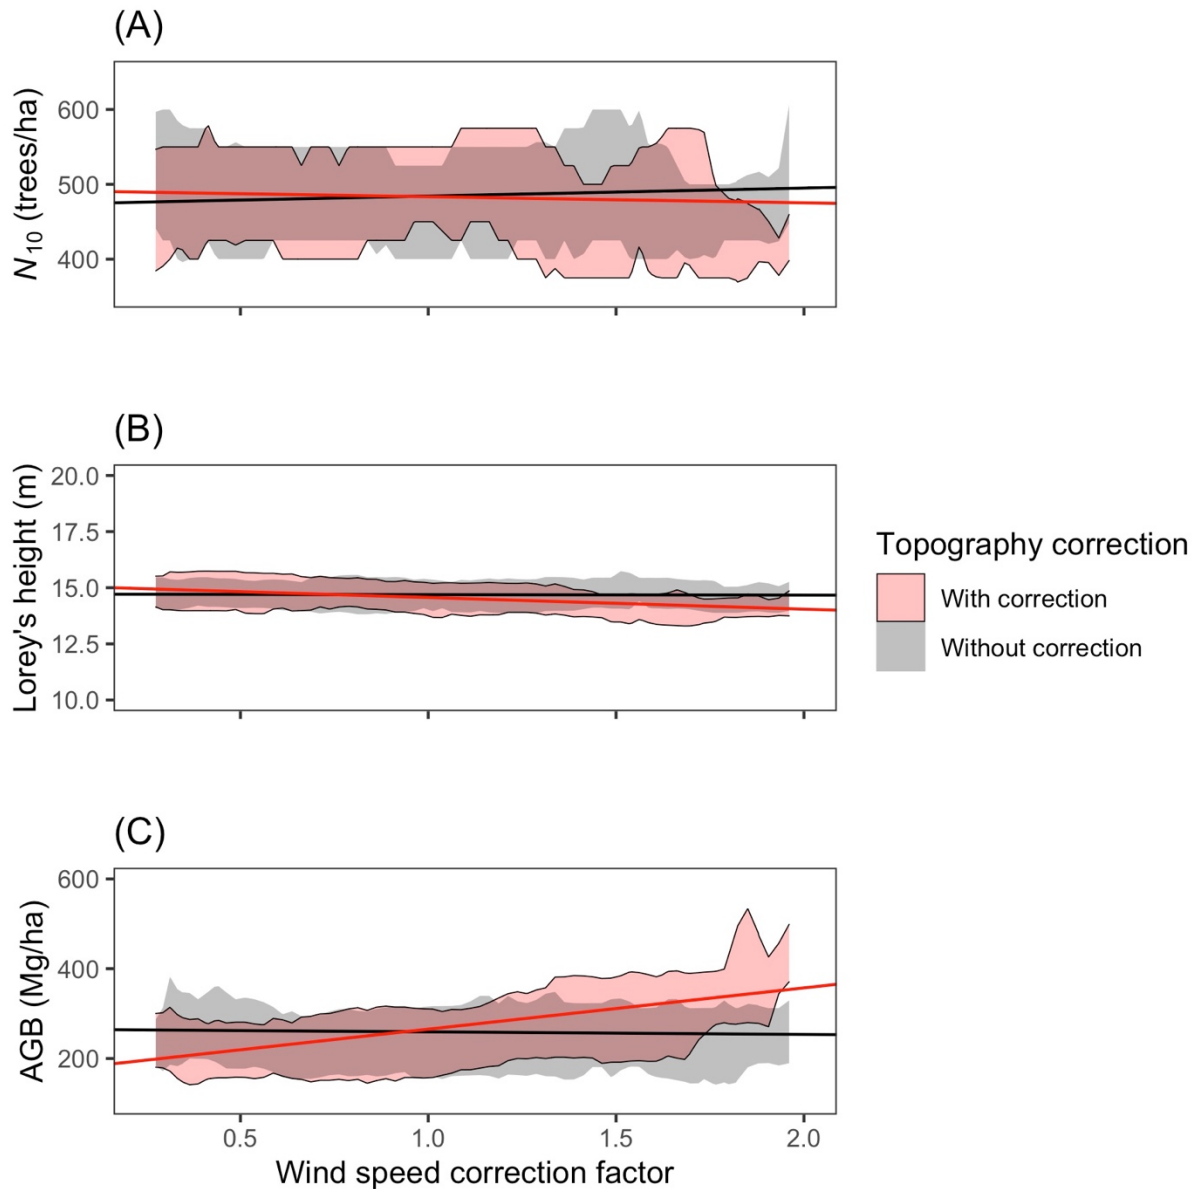 (A)
N10 (trees/ha)
600
500
400
(B)
Lorey's height (m)
20.0
17.5
15.0
12.5
10.0
Topography correction
With correction
Without correction
(C)
AGB (Mg/ha)
600
400
200
0.5 1.0 1.5 2.0
Wind speed correction factor